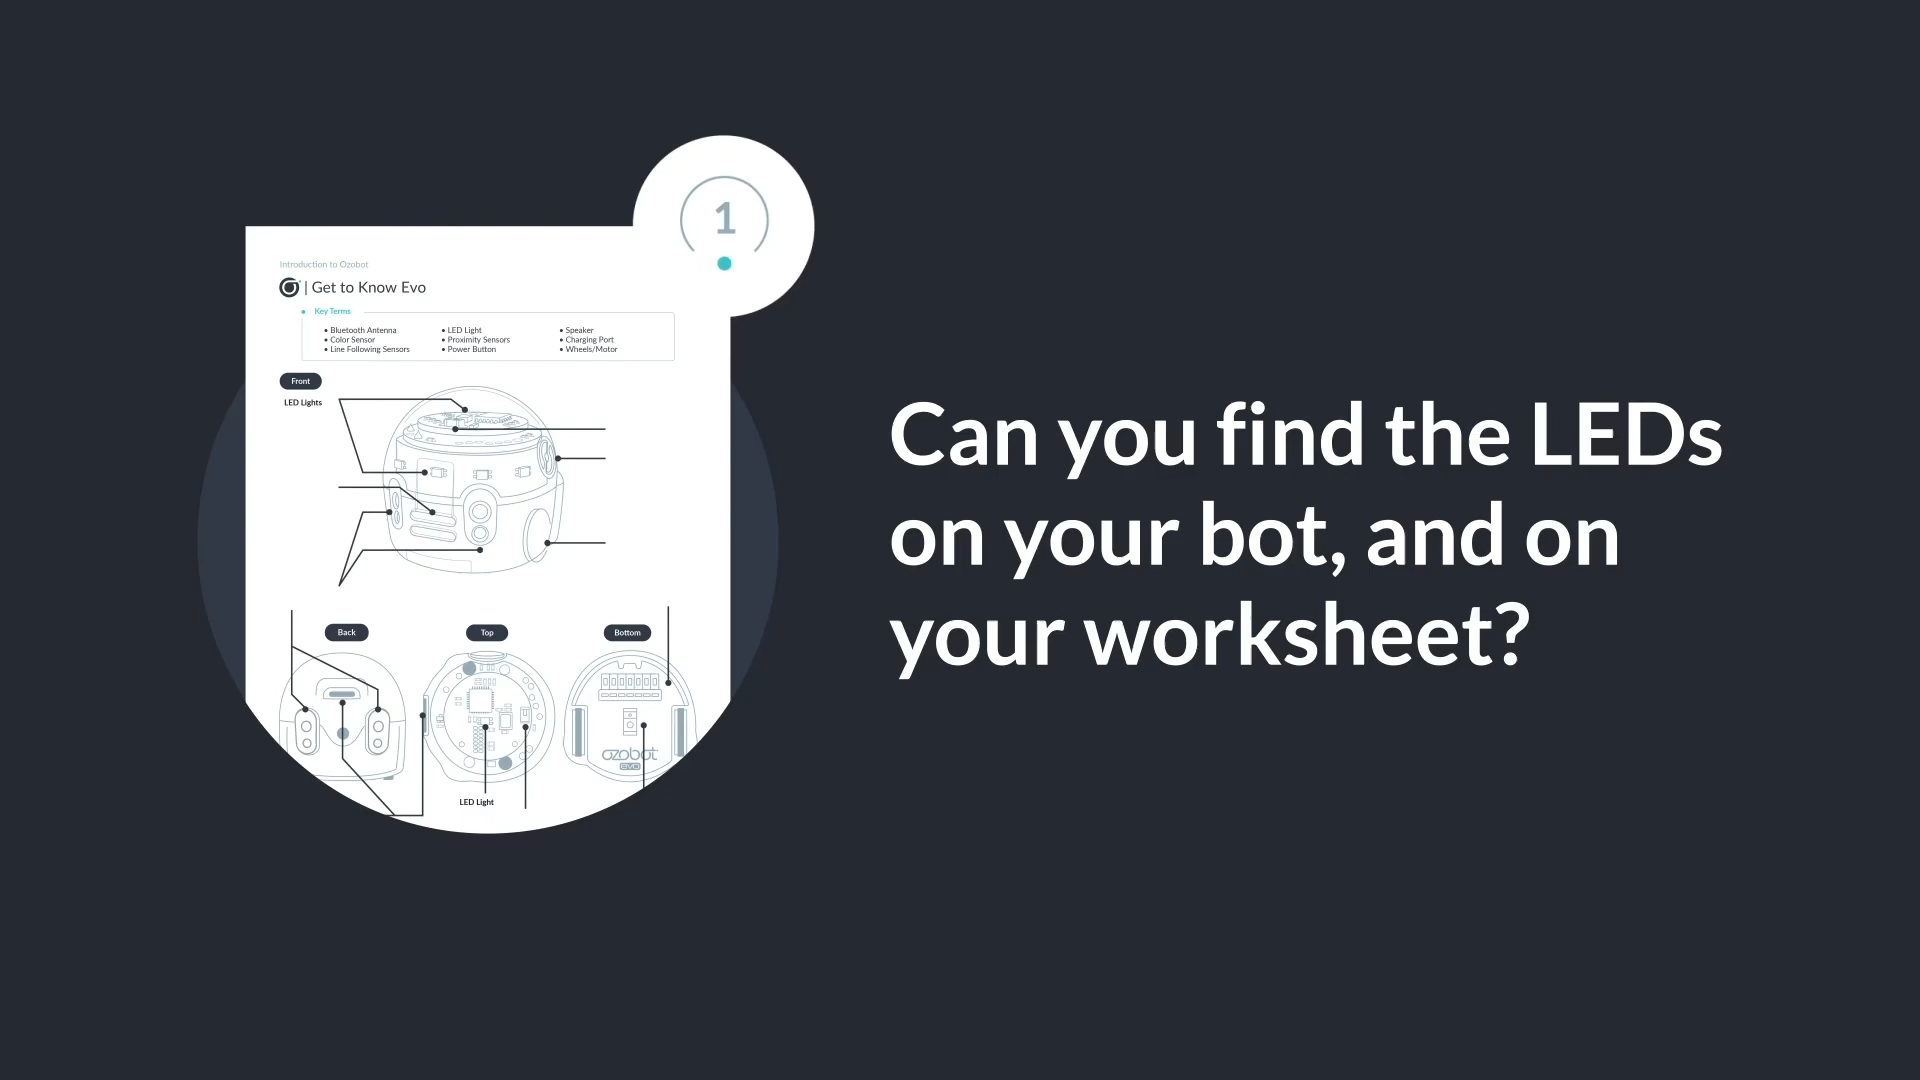 1
Introduction to Ozobot
| Get to Know Evo
Key Terms
• Bluetooth Antenna
• Color Sensor
• Line Following Sensors
• LED Light
• Proximity Sensors
• Power Button
• Speaker
• Charging Port
• Wheels/Motor
Front
LED Lights
Back
Top
Bottom
ozobot
evo
LED Light
Can you find the LEDs
on your bot, and on
your worksheet?